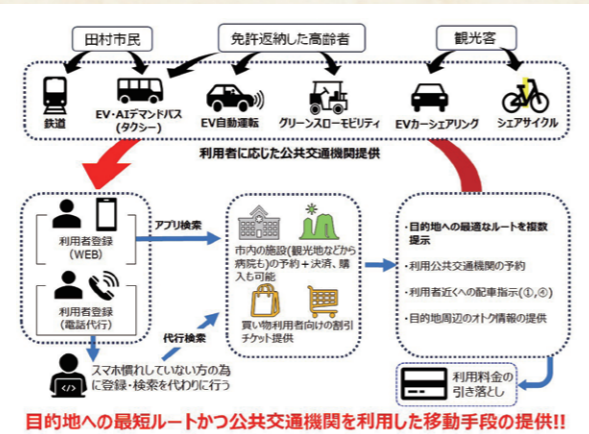 田村市民
免許返納した高齢者
観光客
鉄道
EV・AIデマンドバス
(タクシー)
EV自動運転
グリーンスローモビリティ
EVカーシェアリング
シェアサイクル
利用者に応じた公共交通機関提供
利用者登録
(WEB)
アプリ検索
利用者登録
(電話代行)
代行検索
スマホ慣れしていない方の為
に登録・検索を代わりに行う
市内の施設(観光地などから
病院も)の予約+決済、購
入も可能
買い物利用者向けの割引
チケット提供
・目的地への最適なルートを複数
提示
・利用公共交通機関の予約
・利用者近くへの配車指示(①,④)
・目的地周辺のオトク情報の提供
利用料金の
引き落とし
目的地への最短ルートかつ公共交通機関を利用した移動手段の提供!!